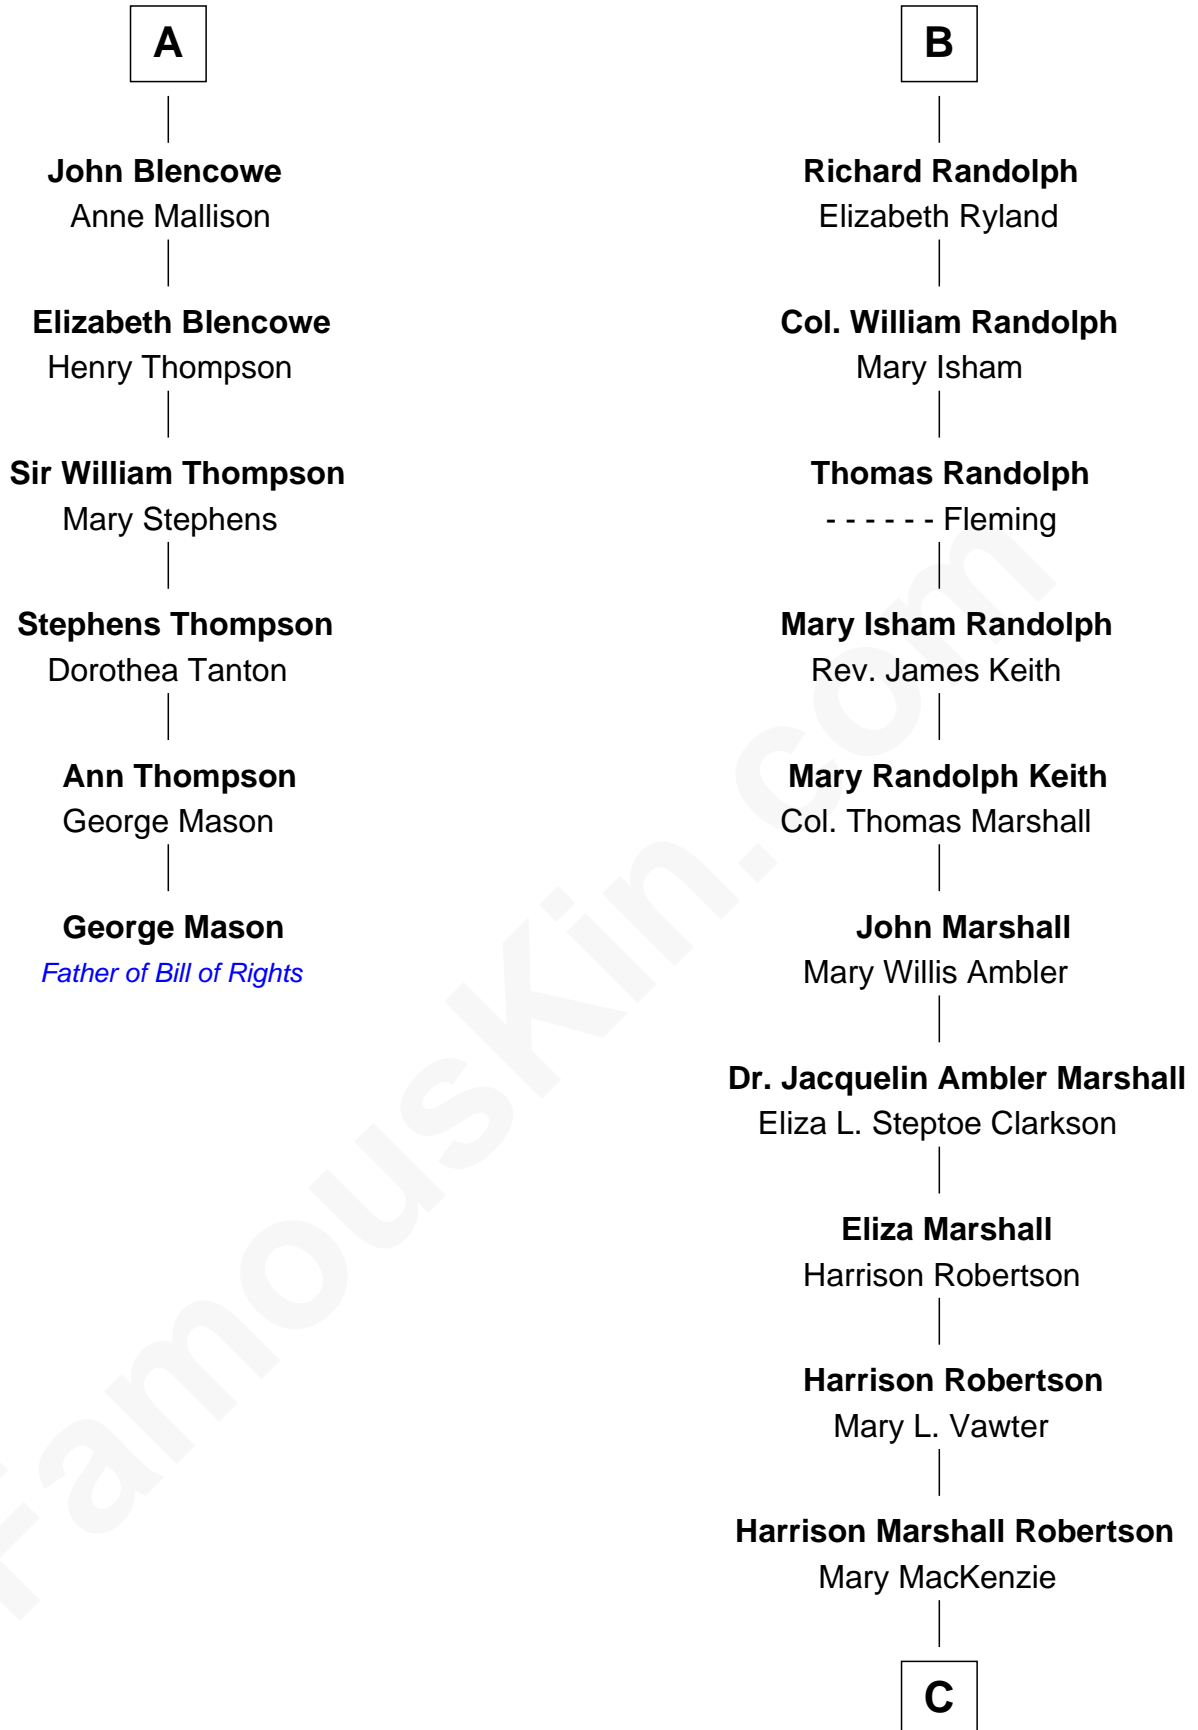 A
John Blencowe
Anne Mallison
Elizabeth Blencowe
Henry Thompson
Sir William Thompson
Mary Stephens
Stephens Thompson
Dorothea Tanton
Ann Thompson
George Mason
George Mason
Father of Bill of Rights
B
Richard Randolph
Elizabeth Ryland
Col. William Randolph
Mary Isham
Thomas Randolph
- - - - - - Fleming
Mary Isham Randolph
Rev. James Keith
Mary Randolph Keith
Col. Thomas Marshall
John Marshall
Mary Willis Ambler
Dr. Jacquelin Ambler Marshall
Eliza L. Steptoe Clarkson
Eliza Marshall
Harrison Robertson
Harrison Robertson
Mary L. Vawter
Harrison Marshall Robertson
Mary MacKenzie
C
FamousKin.com